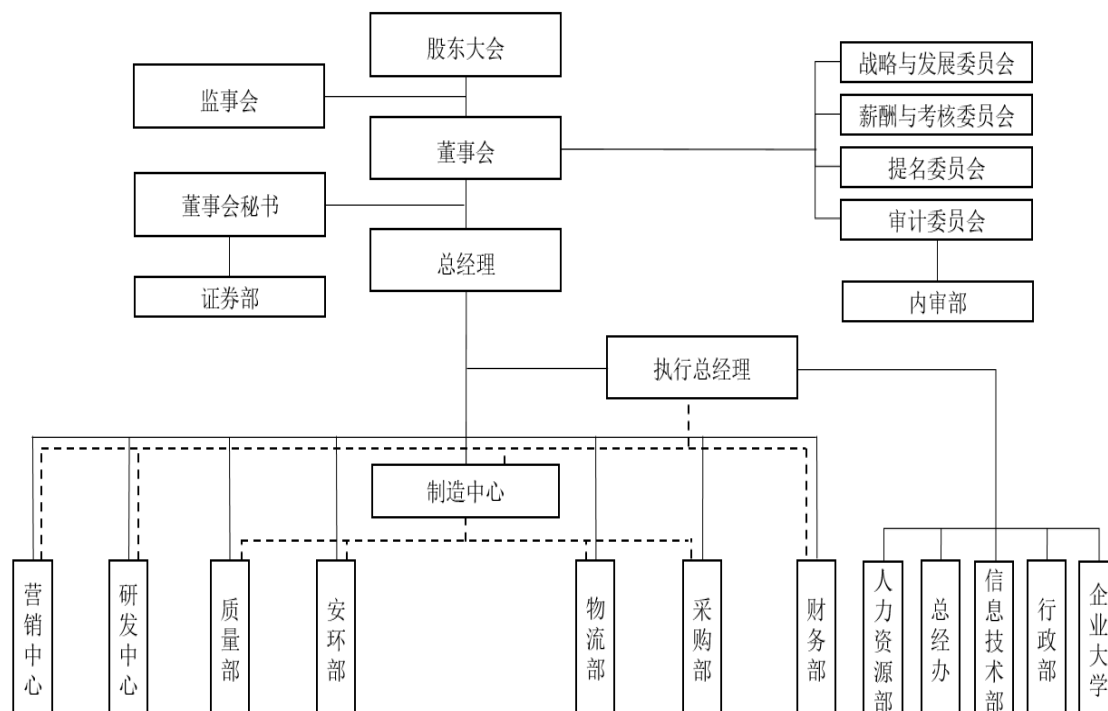 股东大会
监事会
战略与发展委员会
薪酬与考核委员会
董事会
提名委员会
董事会秘书
审计委员会
总经理
证券部
内审部
执行总经理
制造中心
营销中心
研发中心
质量部
安环部
物流部
采购部
财务部
人力资源部
总经办
信息技术部
行政部
企业大学